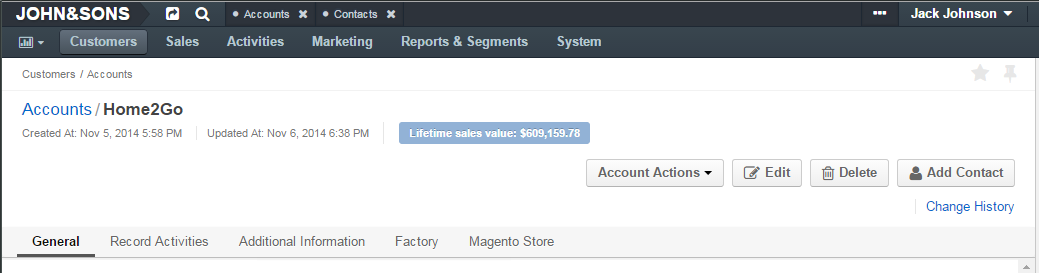 JOHN&SONS • Accounts × • Contacts × ••• Jack Johnson
Customers Sales Activities Marketing Reports & Segments System
Customers / Accounts
Accounts / Home2Go
Created At: Nov 5, 2014 5:58 PM Updated At: Nov 6, 2014 6:38 PM Lifetime sales value: $609,159.78
Account Actions Edit Delete Add Contact
Change History
General Record Activities Additional Information Factory Magento Store